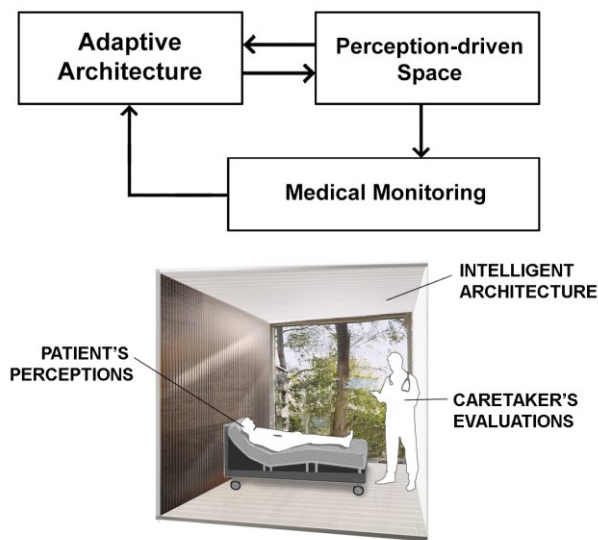 Adaptive
Architecture
Perception-driven
Space
Medical Monitoring
INTELLIGENT
ARCHITECTURE
PATIENT'S
PERCEPTIONS
CARETAKER'S
EVALUATIONS